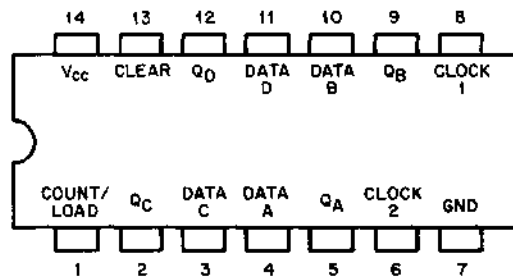 14 13 12 11 10 9 8
VCC CLEAR QD DATA D DATA B QB CLOCK 1
COUNT/LOAD QC DATA C DATA A QA CLOCK 2 GND
1 2 3 4 5 6 7